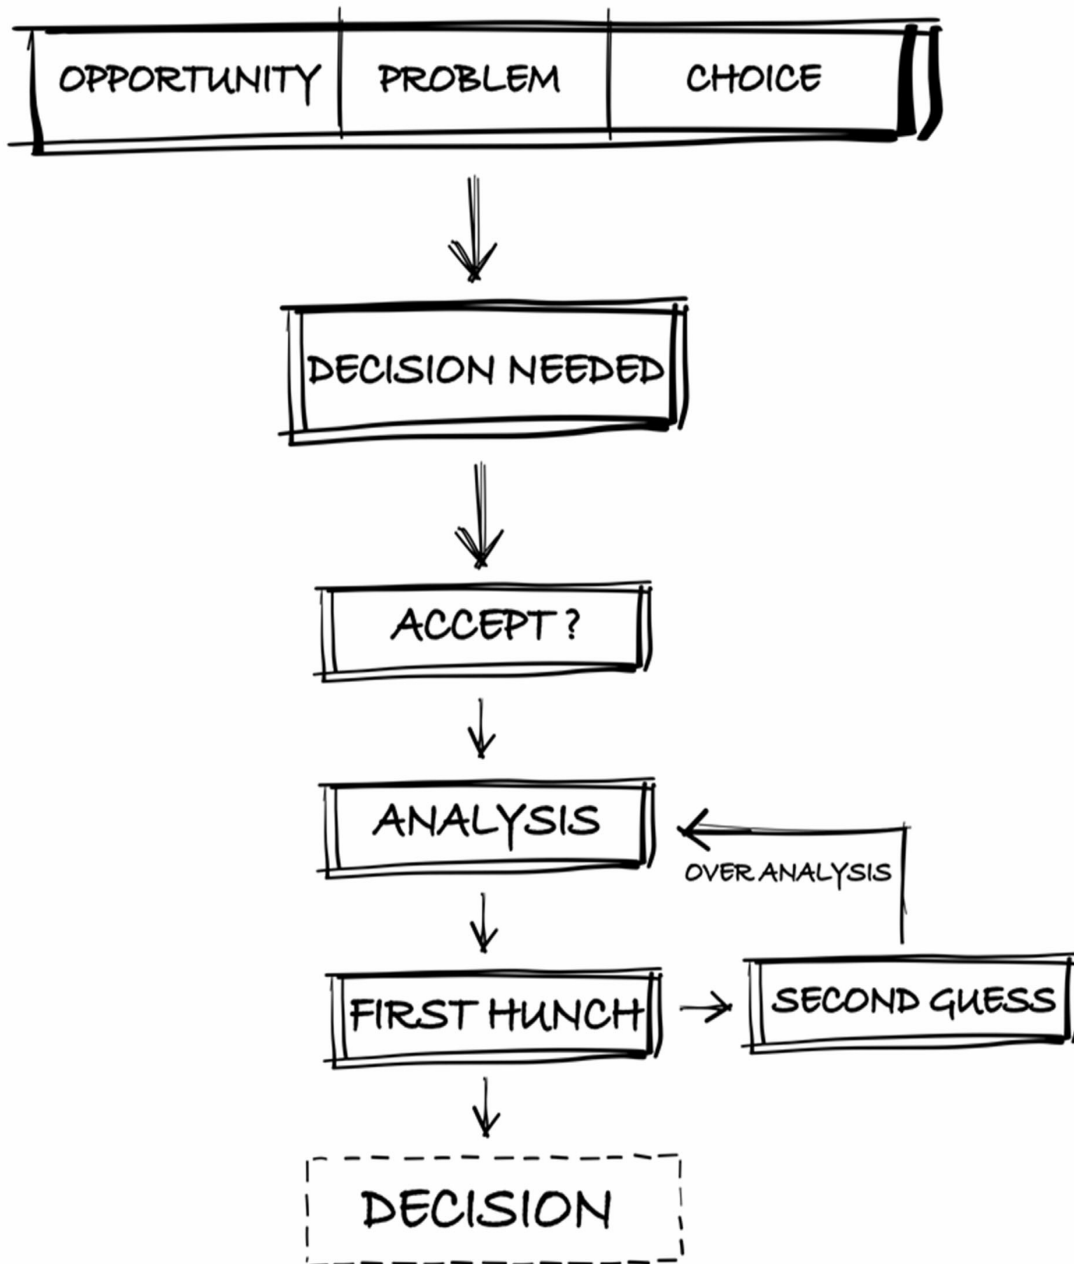 OPPORTUNITY PROBLEM CHOICE
DECISION NEEDED
ACCEPT ?
ANALYSIS
OVER ANALYSIS
FIRST HUNCH
SECOND GUESS
DECISION